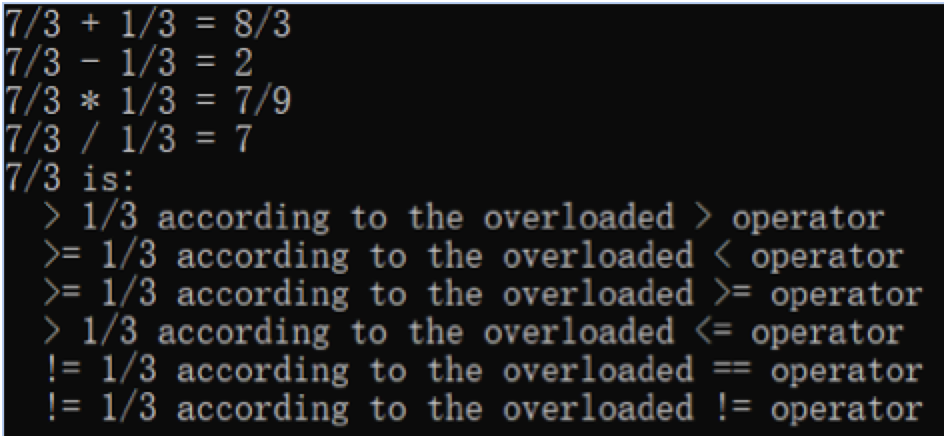 7/3 + 1/3 = 8/3
7/3 - 1/3 = 2
7/3 * 1/3 = 7/9
7/3 / 1/3 = 7
7/3 is:
  > 1/3 according to the overloaded > operator
  >= 1/3 according to the overloaded < operator
  >= 1/3 according to the overloaded >= operator
  > 1/3 according to the overloaded <= operator
  != 1/3 according to the overloaded == operator
  != 1/3 according to the overloaded != operator